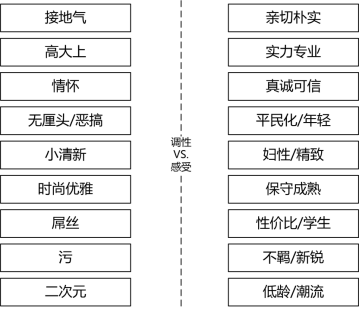 接地气 亲切朴实
高大上 实力专业
情怀 真诚可信
无厘头/恶搞 平民化/年轻
调性
VS.
感受
小清新 妇性/精致
时尚优雅 保守成熟
屌丝 性价比/学生
污 不羁/新锐
二次元 低龄/潮流